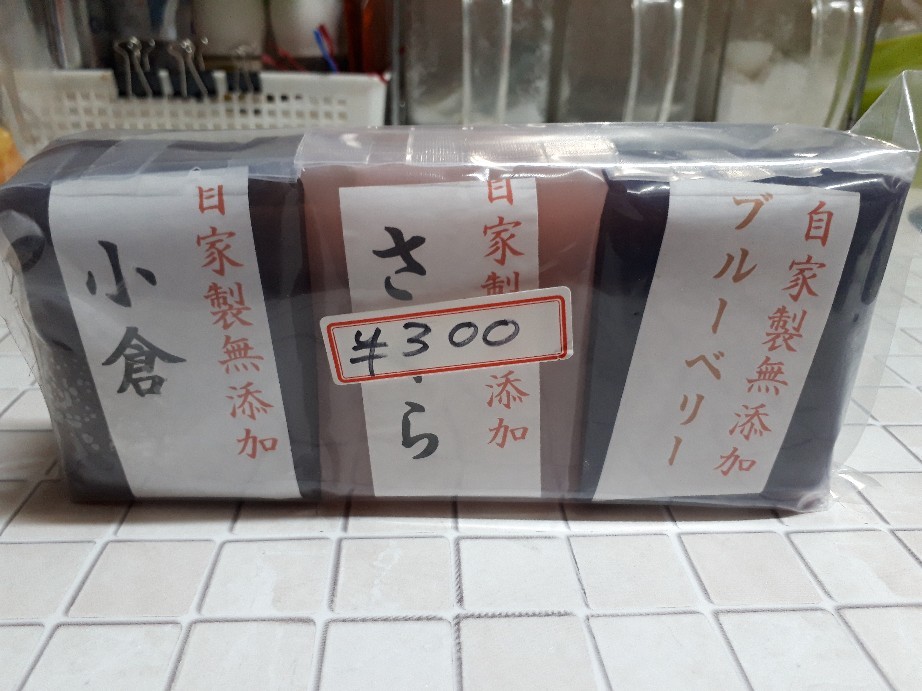 自家製無添加
小倉
自家製 添加
さ ら
¥300
自家製無添加
ブルーベリー